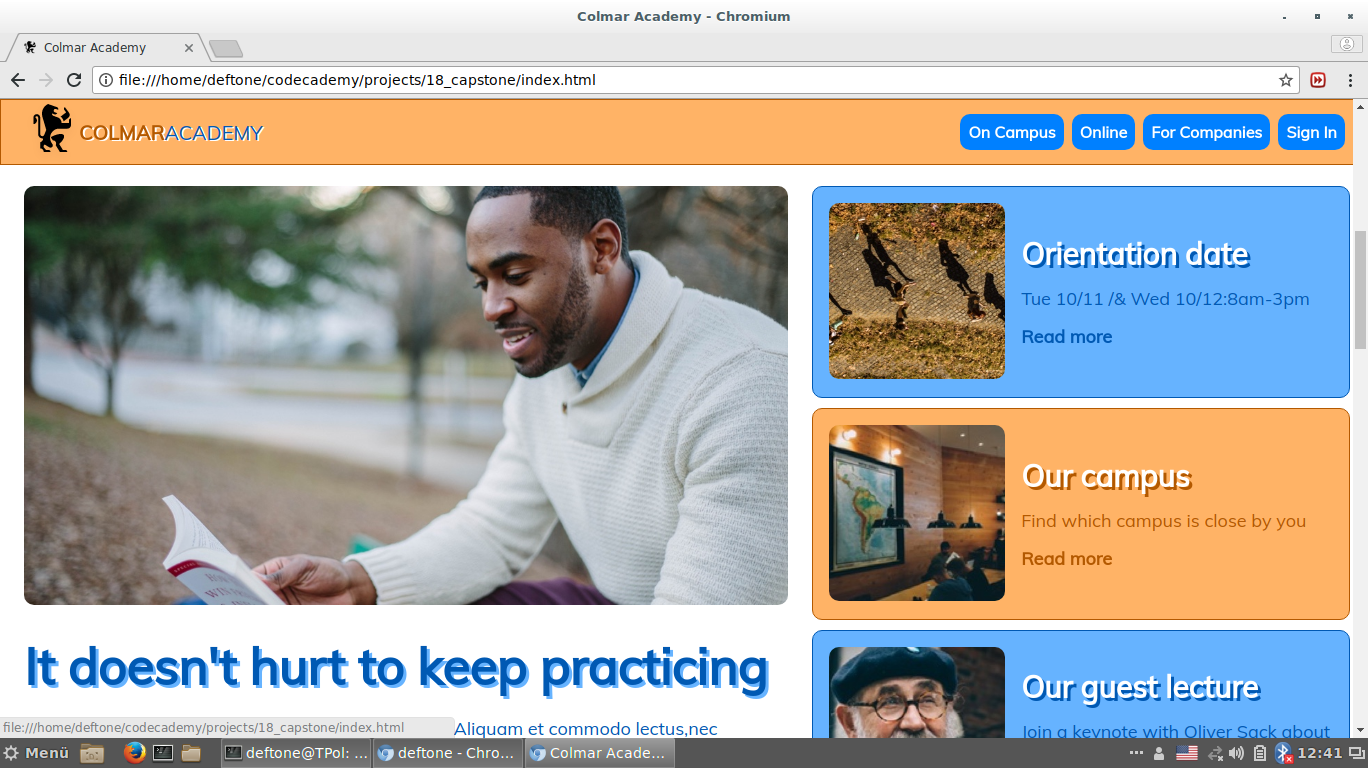 Colmar Academy - Chromium
Colmar Academy
file:///home/deftone/codecademy/projects/18_capstone/index.html
COLMARACADEMY
On Campus
Online
For Companies
Sign In
Orientation date
Tue 10/11 /& Wed 10/12:8am-3pm
Read more
Our campus
Find which campus is close by you
Read more
It doesn't hurt to keep practicing
Our guest lecture
Join a keynote with Oliver Sack about
Aliquam et commodo lectus,nec
file:///home/deftone/codecademy/projects/18_capstone/index.html
Menü
deftone@TPol: ...
deftone - Chro...
Colmar Acade...
12:41